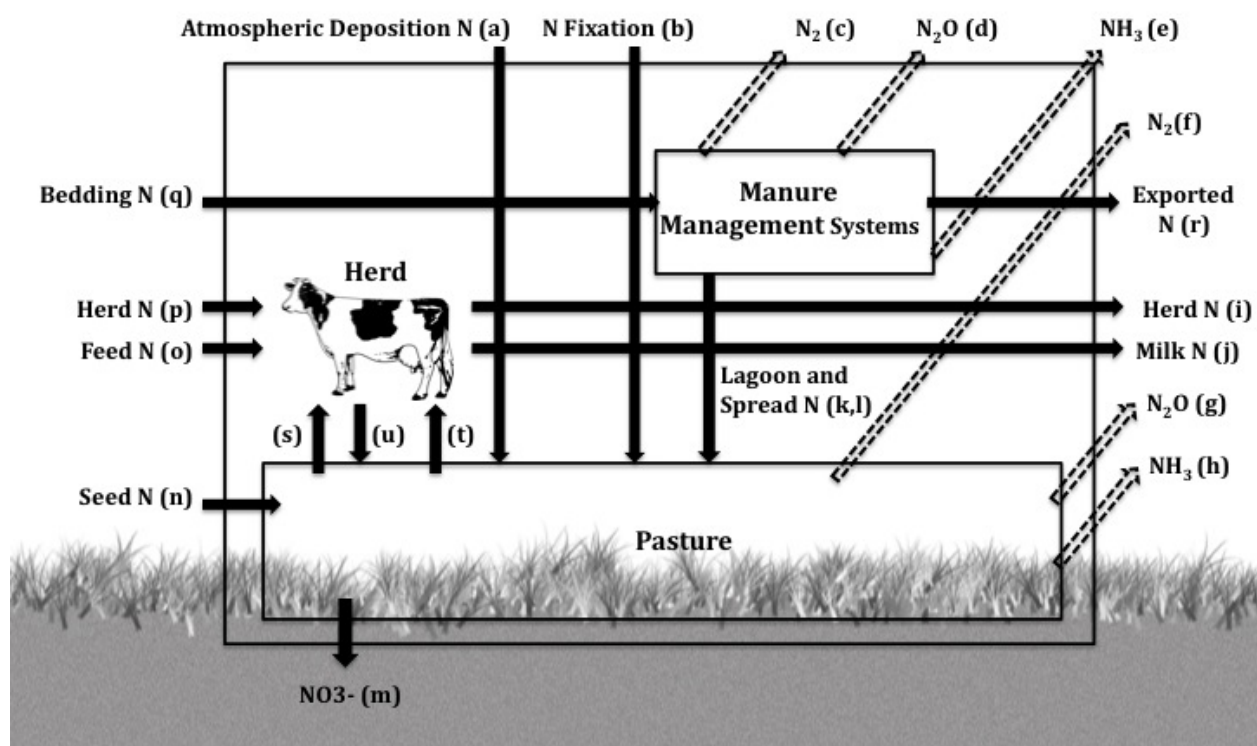 Atmospheric Deposition N (a)
N Fixation (b)
N₂ (c)
N₂O (d)
NH₃ (e)
N₂(f)
Bedding N (q)
Manure
Management Systems
Exported
N (r)
Herd
Herd N (p)
Herd N (i)
Feed N (o)
Milk N (j)
Lagoon and
Spread N (k,l)
N₂O (g)
(s)
(u)
(t)
NH₃ (h)
Seed N (n)
Pasture
NO3- (m)